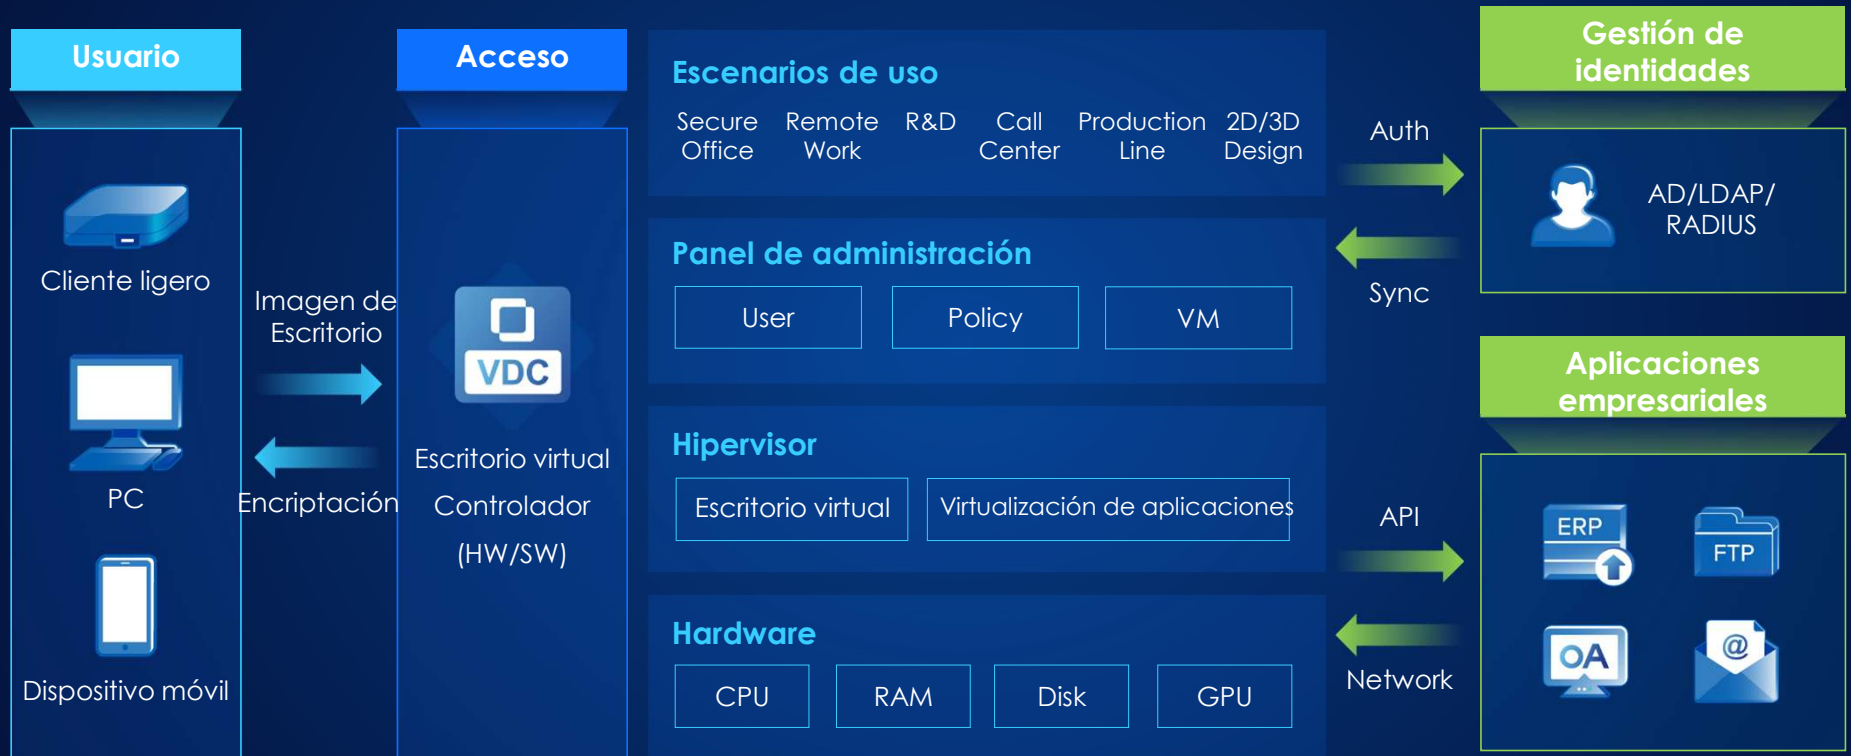 Usuario
Cliente ligero
PC
Dispositivo móvil
Imagen de
Escritorio
Encriptación
Acceso
VDC
Escritorio virtual
Controlador
(HW/SW)
Escenarios de uso
Secure
Office
Remote
Work
R&D
Call
Center
Production
Line
2D/3D
Design
Panel de administración
User
Policy
VM
Hipervisor
Escritorio virtual
Virtualización de aplicaciones
Hardware
CPU
RAM
Disk
GPU
Auth
Sync
API
Network
Gestión de
identidades
AD/LDAP/
RADIUS
Aplicaciones
empresariales
ERP
FTP
OA
@